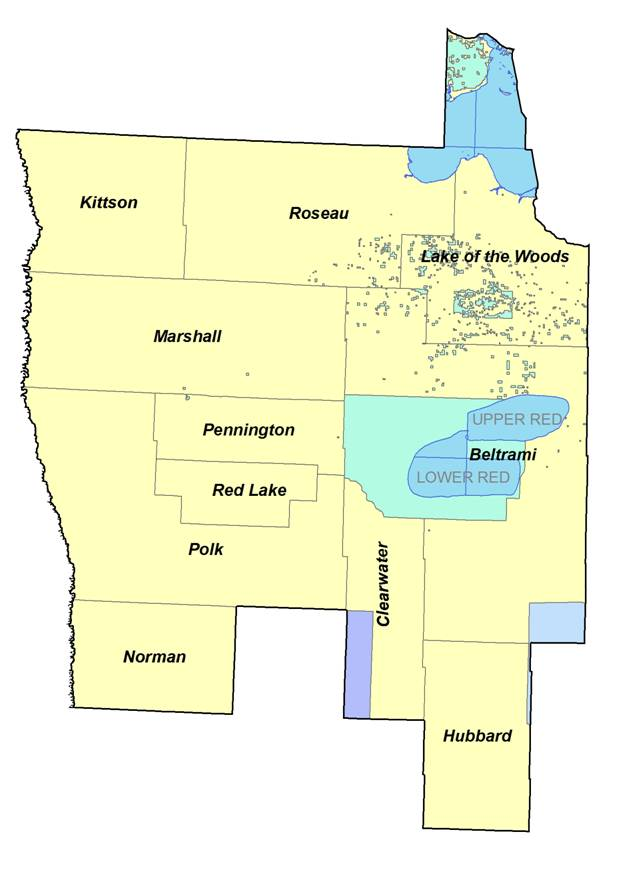 Kittson
Roseau
Lake of the Woods
Marshall
UPPER RED
Pennington
Beltrami
LOWER RED
Red Lake
Polk
Clearwater
Norman
Hubbard